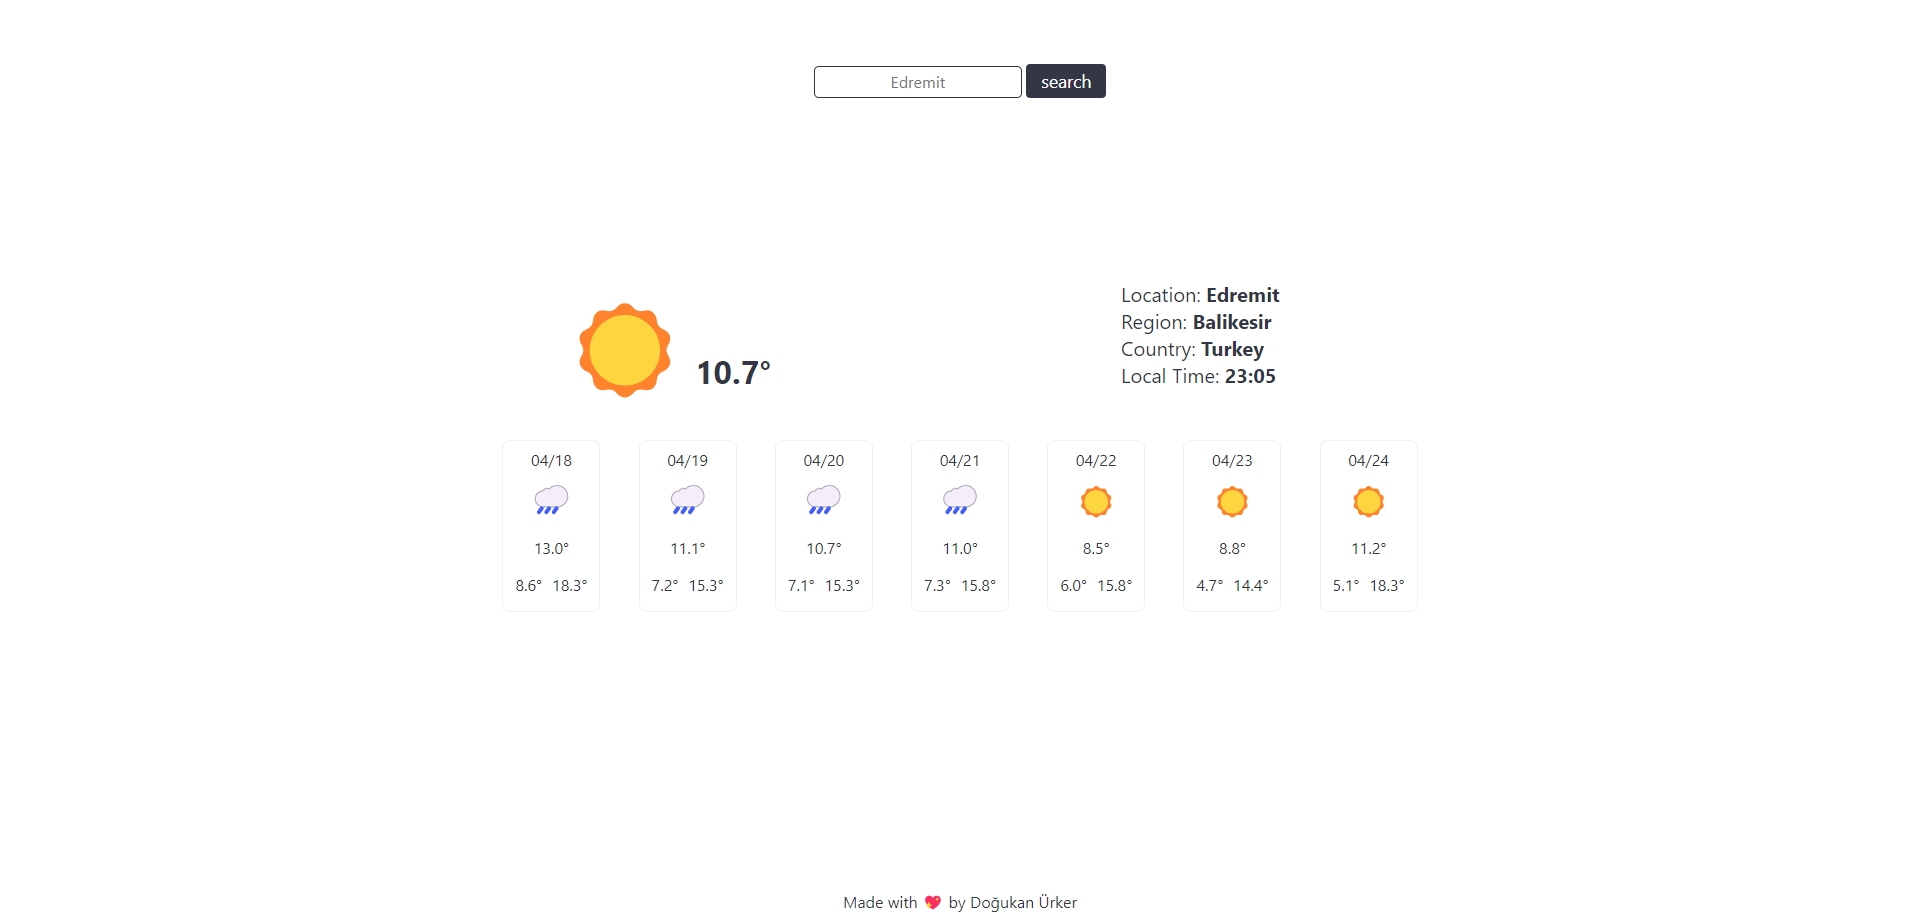 Edremit search
Location: Edremit
Region: Balikesir
Country: Turkey
Local Time: 23:05
10.7°
04/18 04/19 04/20 04/21 04/22 04/23 04/24
13.0° 11.1° 10.7° 11.0° 8.5° 8.8° 11.2°
8.6° 18.3° 7.2° 15.3° 7.1° 15.3° 7.3° 15.8° 6.0° 15.8° 4.7° 14.4° 5.1° 18.3°
Made with 💖 by Doğukan Ürker